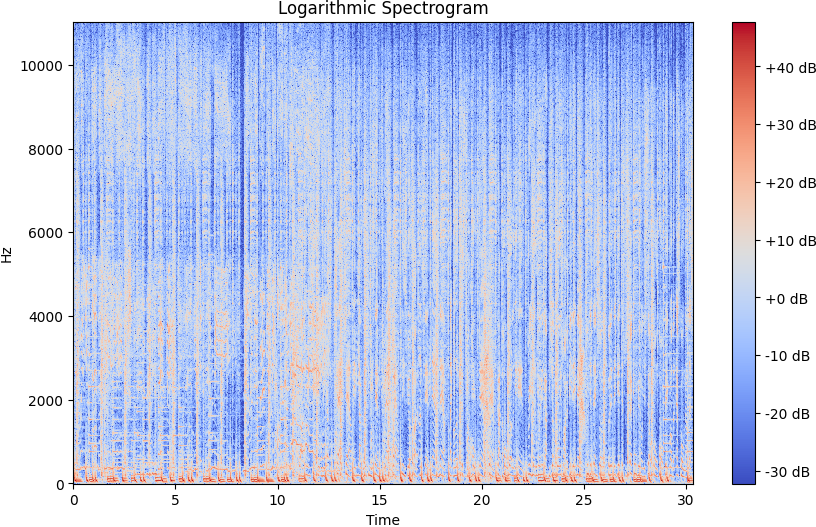 Logarithmic Spectrogram
Hz
10000
8000
6000
4000
2000
0
0 5 10 15 20 25 30
Time
+40 dB
+30 dB
+20 dB
+10 dB
+0 dB
-10 dB
-20 dB
-30 dB